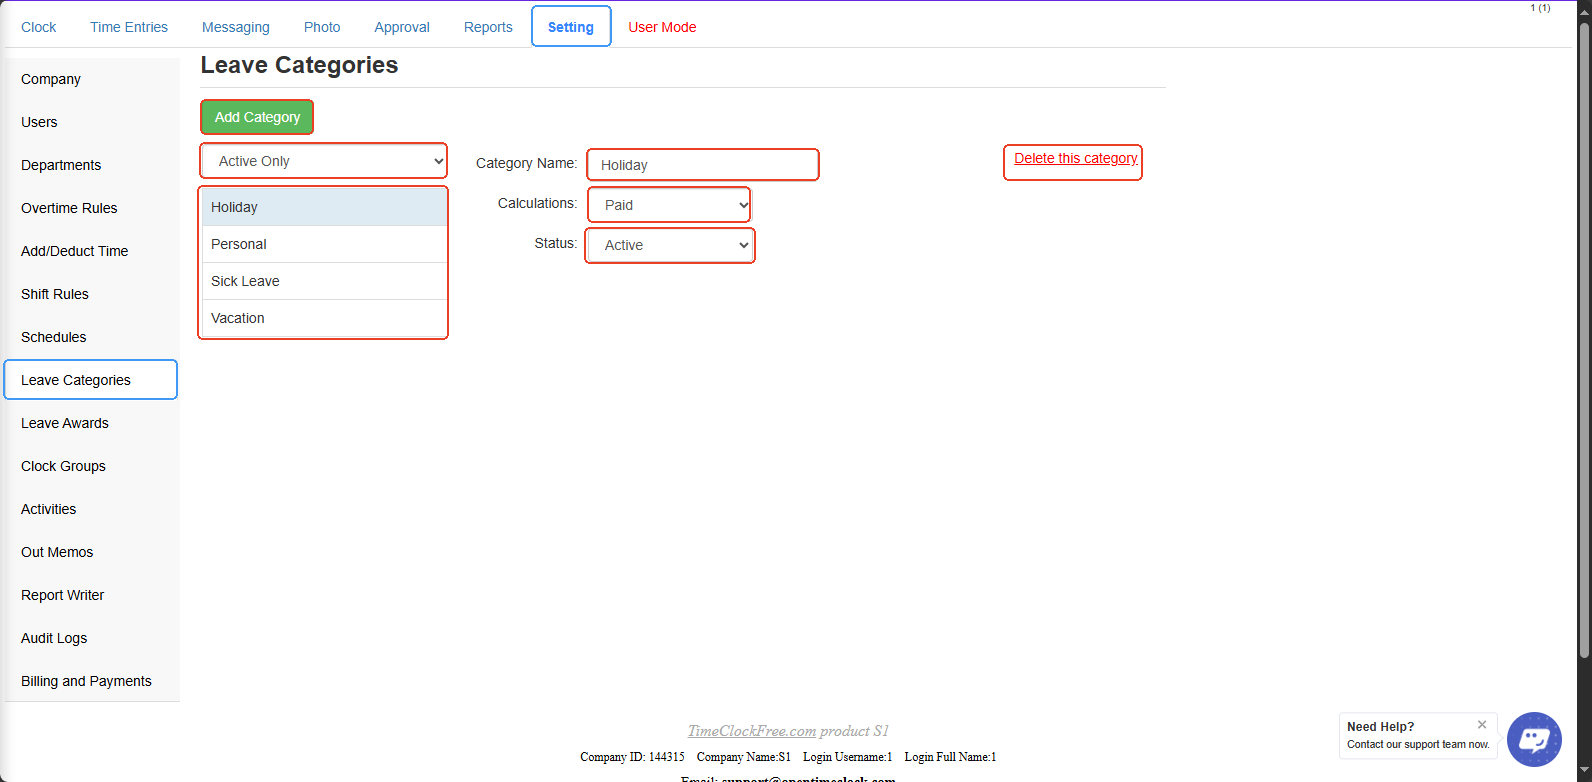 1 (1)
Clock Time Entries Messaging Photo Approval Reports Setting User Mode
Company
Users
Departments
Overtime Rules
Add/Deduct Time
Shift Rules
Schedules
Leave Categories
Leave Awards
Clock Groups
Activities
Out Memos
Report Writer
Audit Logs
Billing and Payments
Leave Categories
Add Category
Active Only
Holiday
Personal
Sick Leave
Vacation
Category Name: Holiday
Calculations: Paid
Status: Active
Delete this category
TimeClockFree.com product S1
Company ID: 144315 Company Name:S1 Login Username:1 Login Full Name:1
Email: support@opentimeclock.com
Need Help?
Contact our support team now.